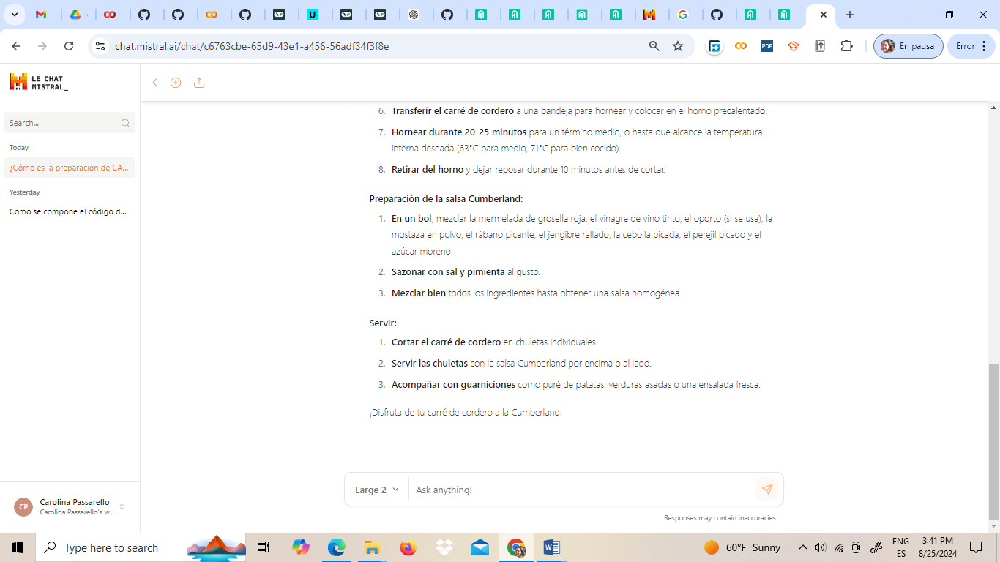 chat.mistral.ai/chat/c6763cbe-65d9-43e1-a456-56adf34f3f8e
PDF
En pausa
Error
LE CHAT
MISTRAL_
Search...
Today
¿Cómo es la preparacion de CA...
Yesterday
Como se compone el código d...
6. Transferir el carré de cordero a una bandeja para hornear y colocar en el horno precalentado.
7. Hornear durante 20-25 minutos para un término medio, o hasta que alcance la temperatura
interna deseada (63°C para medio, 71°C para bien cocido).
8. Retirar del horno y dejar reposar durante 10 minutos antes de cortar.
Preparación de la salsa Cumberland:
1. En un bol, mezclar la mermelada de grosella roja, el vinagre de vino tinto, el oporto (si se usa), la
mostaza en polvo, el rábano picante, el jengibre rallado, la cebolla picada, el perejil picado y el
azúcar moreno.
2. Sazonar con sal y pimienta al gusto.
3. Mezclar bien todos los ingredientes hasta obtener una salsa homogénea.
Servir:
1. Cortar el carré de cordero en chuletas individuales.
2. Servir las chuletas con la salsa Cumberland por encima o al lado.
3. Acompañar con guarniciones como puré de patatas, verduras asadas o una ensalada fresca.
¡Disfruta de tu carré de cordero a la Cumberland!
Large 2
Ask anything!
Responses may contain inaccuracies.
CP
Carolina Passarello
Carolina Passarello's w...
Type here to search
60°F Sunny
ENG
ES
3:41 PM
8/25/2024